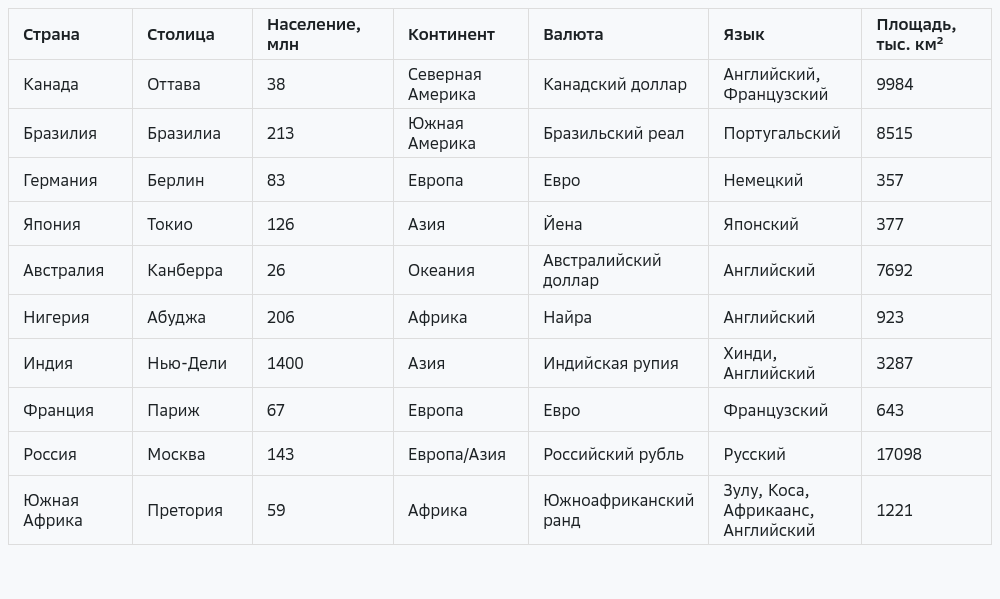 Страна Столица Население, млн Континент Валюта Язык Площадь, тыс. км²
Канада Оттава 38 Северная Америка Канадский доллар Английский, Французский 9984
Бразилия Бразилиа 213 Южная Америка Бразильский реал Португальский 8515
Германия Берлин 83 Европа Евро Немецкий 357
Япония Токио 126 Азия Йена Японский 377
Австралия Канберра 26 Океания Австралийский доллар Английский 7692
Нигерия Абуджа 206 Африка Найра Английский 923
Индия Нью-Дели 1400 Азия Индийская рупия Хинди, Английский 3287
Франция Париж 67 Европа Евро Французский 643
Россия Москва 143 Европа/Азия Российский рубль Русский 17098
Южная Африка Претория 59 Африка Южноафриканский ранд Зулу, Коса, Африкаанс, Английский 1221